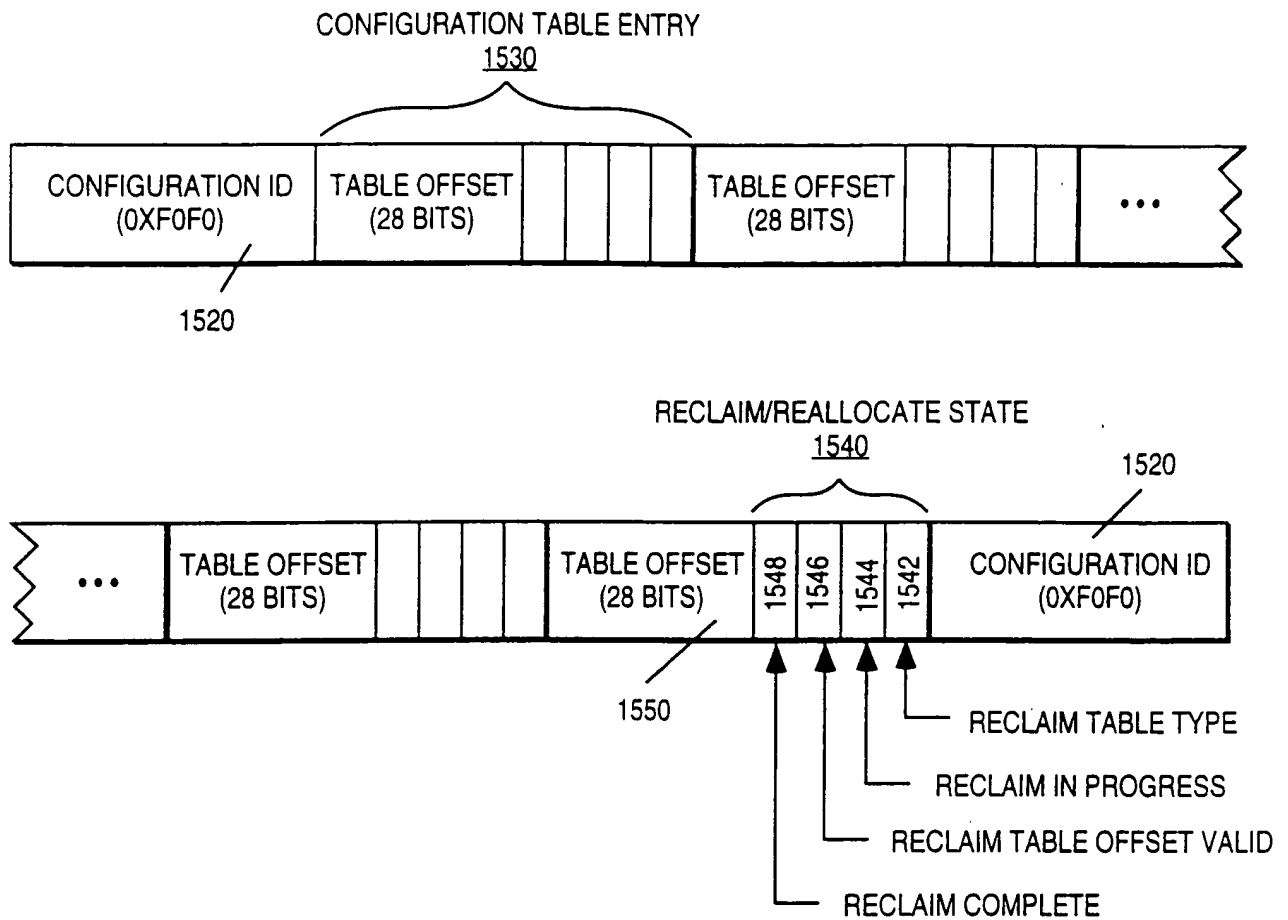 CONFIGURATION TABLE ENTRY
1530
CONFIGURATION ID
(0XF0F0)
TABLE OFFSET
(28 BITS)
TABLE OFFSET
(28 BITS)
•••
1520
RECLAIM/REALLOCATE STATE
1540
1520
•••
TABLE OFFSET
(28 BITS)
TABLE OFFSET
(28 BITS)
1548
1546
1544
1542
CONFIGURATION ID
(0XF0F0)
1550
RECLAIM TABLE TYPE
RECLAIM IN PROGRESS
RECLAIM TABLE OFFSET VALID
RECLAIM COMPLETE